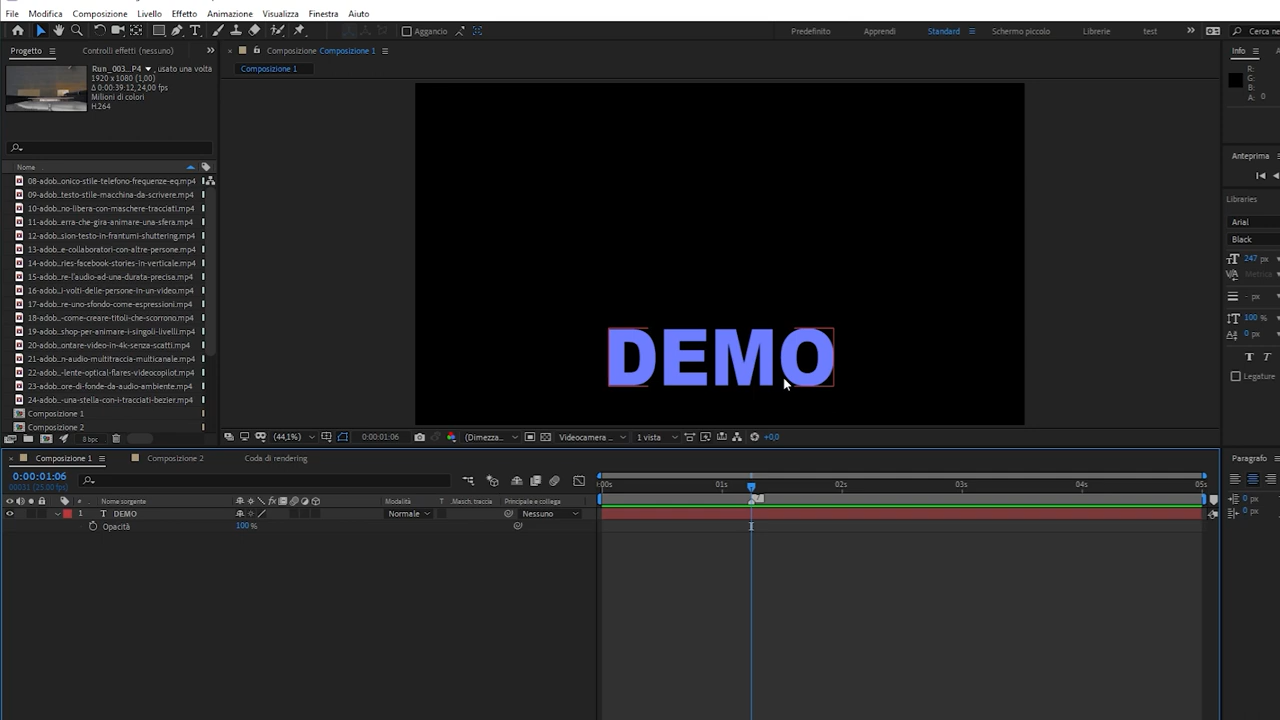 File Modifica Composizione Livello Effetto Animazione Visualizza Finestra Aiuto
Aggancio Predefinito Apprendi Standard Schermo piccolo Librerie test Cerca ne
Progetto Controlli effetti (nessuno) Composizione Composizione 1 Info
Composizione 1
Run_003...P4 , usato una volta
1920 x 1080 (1,00)
Δ 0:00:39:12, 24,00 fps
Milioni di colori
H.264
R:
G:
B:
A: 0
Anteprima
Nome
08-adob...onico-stile-telefono-frequenze-eq.mp4
09-adob...testo-stile-macchina-da-scrivere.mp4
10-adob...no-libera-con-maschere-tracciati.mp4
11-adob...erra-che-gira-animare-una-sfera.mp4
12-adob...sion-testo-in-frantumi-shuttering.mp4
13-adob...e-collaboratori-con-altre-persone.mp4
14-adob...ries-facebook-stories-in-verticale.mp4
15-adob...re-l'audio-ad-una-durata-precisa.mp4
16-adob...i-volti-delle-persone-in-un-video.mp4
17-adob...re-uno-sfondo-come-espressioni.mp4
18-adob...-come-creare-titoli-che-scorrono.mp4
19-adob...shop-per-animare-i-singoli-livelli.mp4
20-adob...ontare-video-in-4k-senza-scatti.mp4
21-adob...n-audio-multitraccia-multicanale.mp4
22-adob...-lente-optical-flares-videocopilot.mp4
23-adob...ore-di-fonde-da-audio-ambiente.mp4
24-adob...-una-stella-con-i-tracciati-bezier.mp4
Composizione 1
Composizione 2
8 bpc
DEMO
Libraries
Arial
Black
247 px
Metrica
- px
100 %
0 px
T T
Legature
(44,1%) 0:00:01:06 (Dimezza... Videocamera ... 1 vista +0,0
Composizione 1 Composizione 2 Coda di rendering Paragrafo
0:00:01:06
00031 (25.00 fps)
:00s 01s 02s 03s 04s 05s
# Nome sorgente fx Modalità T .Masch. traccia Principale e collega
1 T DEMO Normale Nessuno
Opacità 100 %
0 px
0 px